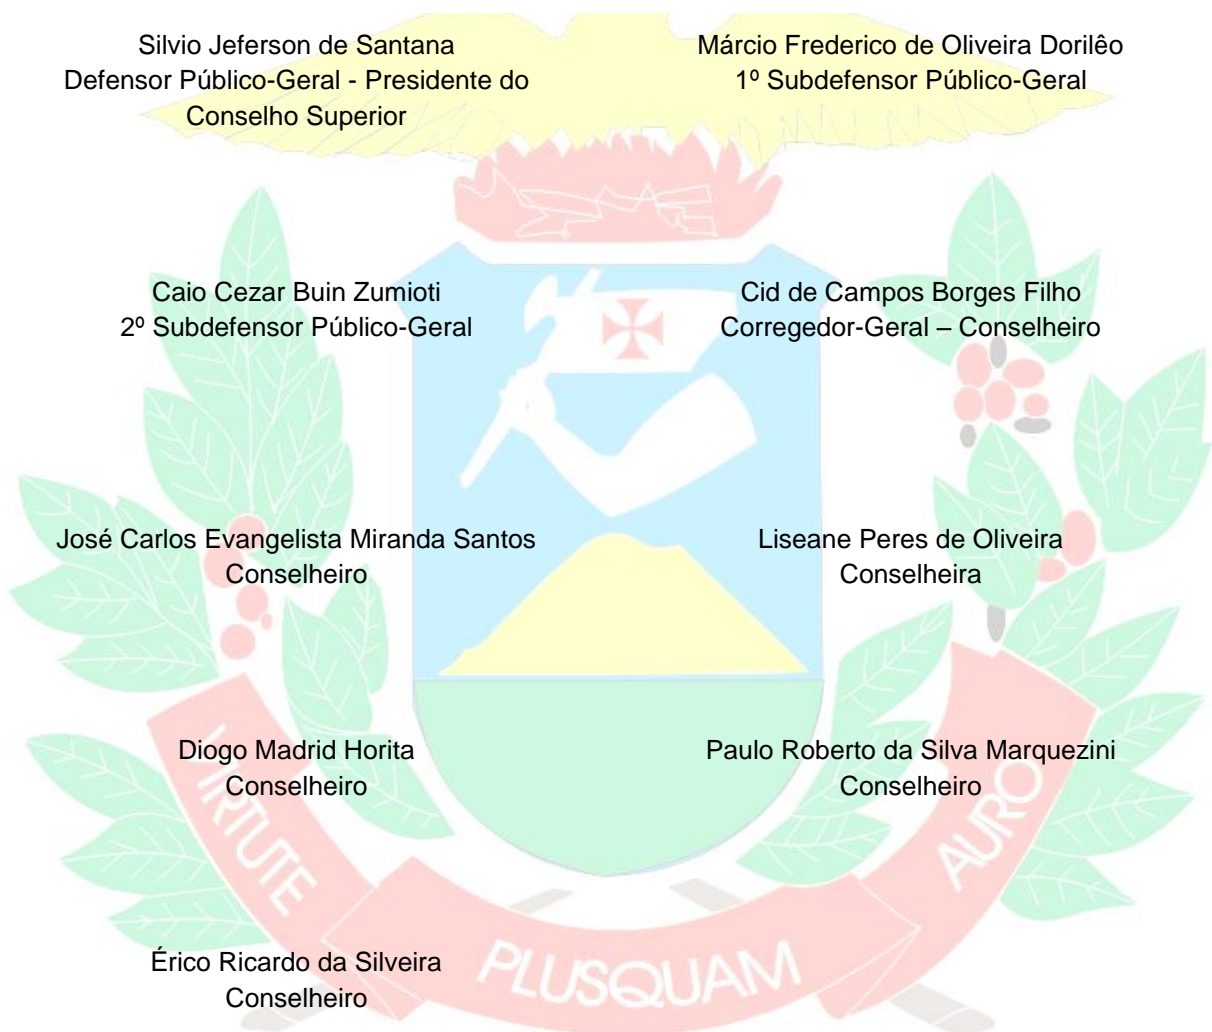 Silvio Jeferson de Santana
Defensor Público-Geral - Presidente do
Conselho Superior
Márcio Frederico de Oliveira Dorilêo
1º Subdefensor Público-Geral
Caio Cezar Buin Zumioti
2º Subdefensor Público-Geral
Cid de Campos Borges Filho
Corregedor-Geral – Conselheiro
José Carlos Evangelista Miranda Santos
Conselheiro
Liseane Peres de Oliveira
Conselheira
Diogo Madrid Horita
Conselheiro
Paulo Roberto da Silva Marquezini
Conselheiro
Érico Ricardo da Silveira
Conselheiro
VIRTUTE
PLUSQUAM
AURO